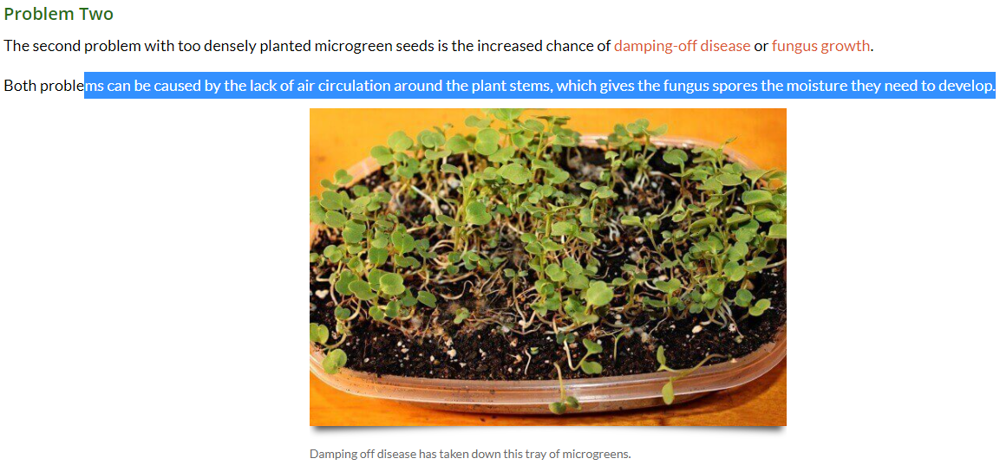 Problem Two
The second problem with too densely planted microgreen seeds is the increased chance of damping-off disease or fungus growth.
Both problems can be caused by the lack of air circulation around the plant stems, which gives the fungus spores the moisture they need to develop.
Damping off disease has taken down this tray of microgreens.